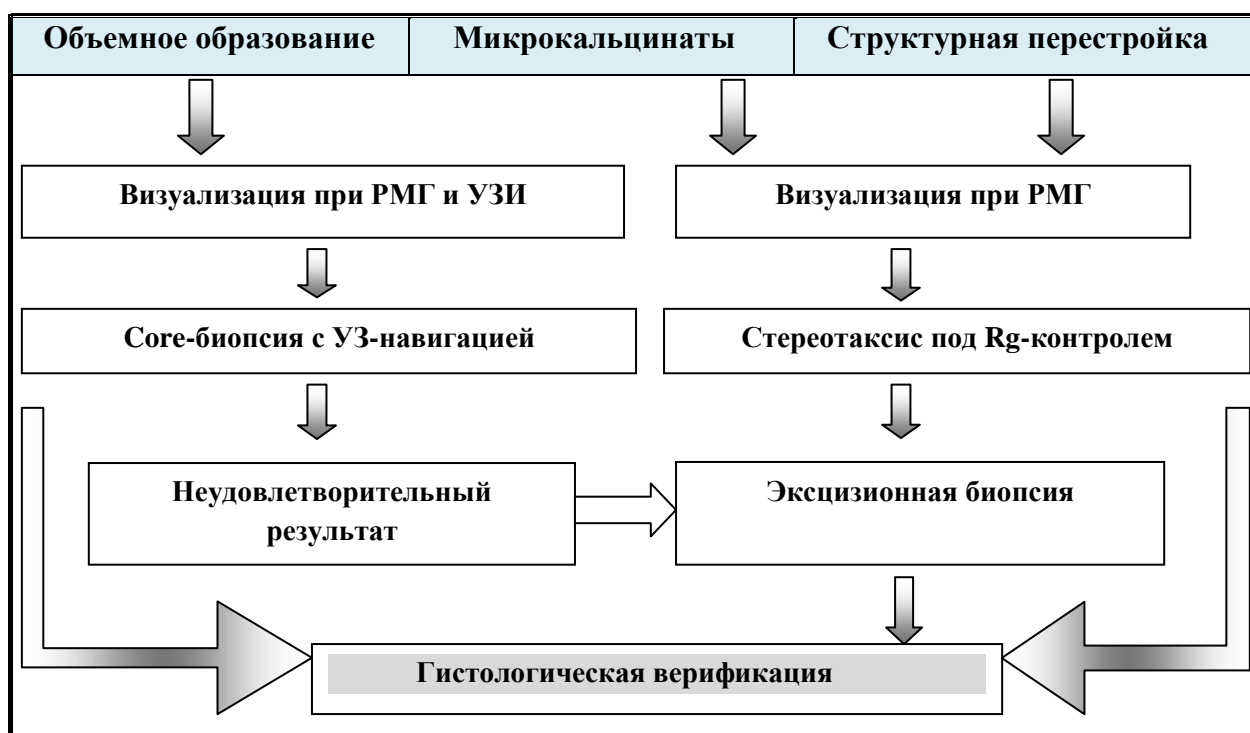 Объемное образование
Микрокальцинаты
Структурная перестройка
Визуализация при РМГ и УЗИ
Визуализация при РМГ
Core-биопсия с УЗ-навигацией
Стереотаксис под Rg-контролем
Неудовлетворительный
результат
Эксцизионная биопсия
Гистологическая верификация